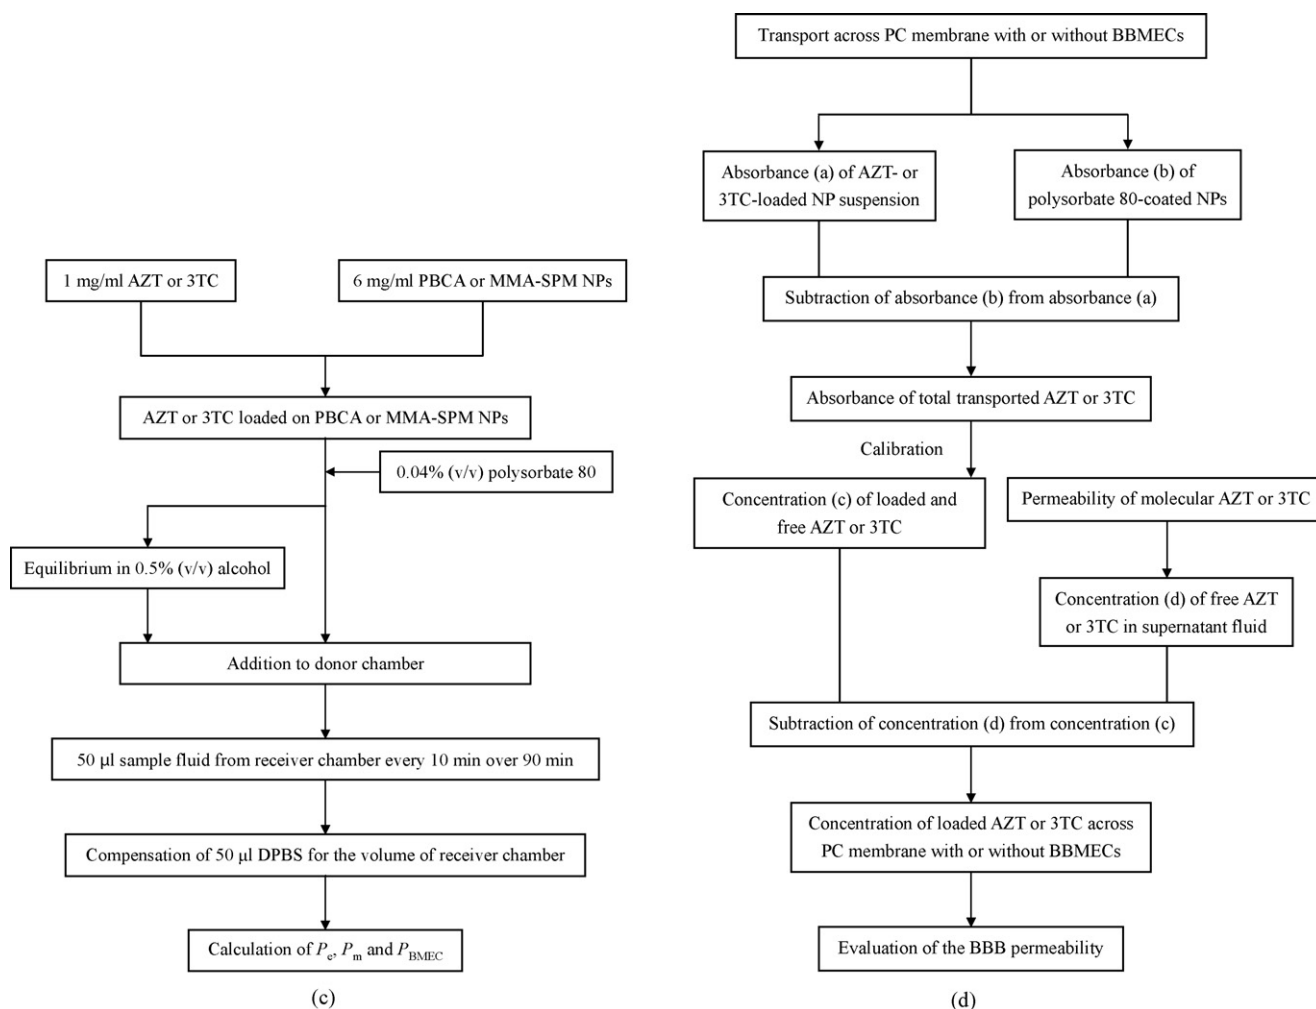 1 mg/ml AZT or 3TC
6 mg/ml PBCA or MMA-SPM NPs
AZT or 3TC loaded on PBCA or MMA-SPM NPs
0.04% (v/v) polysorbate 80
Equilibrium in 0.5% (v/v) alcohol
Addition to donor chamber
50 μl sample fluid from receiver chamber every 10 min over 90 min
Compensation of 50 μl DPBS for the volume of receiver chamber
Calculation of Pe, Pm and PBMEC
(c)
Transport across PC membrane with or without BBMECs
Absorbance (a) of AZT- or
3TC-loaded NP suspension
Absorbance (b) of
polysorbate 80-coated NPs
Subtraction of absorbance (b) from absorbance (a)
Absorbance of total transported AZT or 3TC
Calibration
Concentration (c) of loaded and
free AZT or 3TC
Permeability of molecular AZT or 3TC
Concentration (d) of free AZT
or 3TC in supernatant fluid
Subtraction of concentration (d) from concentration (c)
Concentration of loaded AZT or 3TC across
PC membrane with or without BBMECs
Evaluation of the BBB permeability
(d)